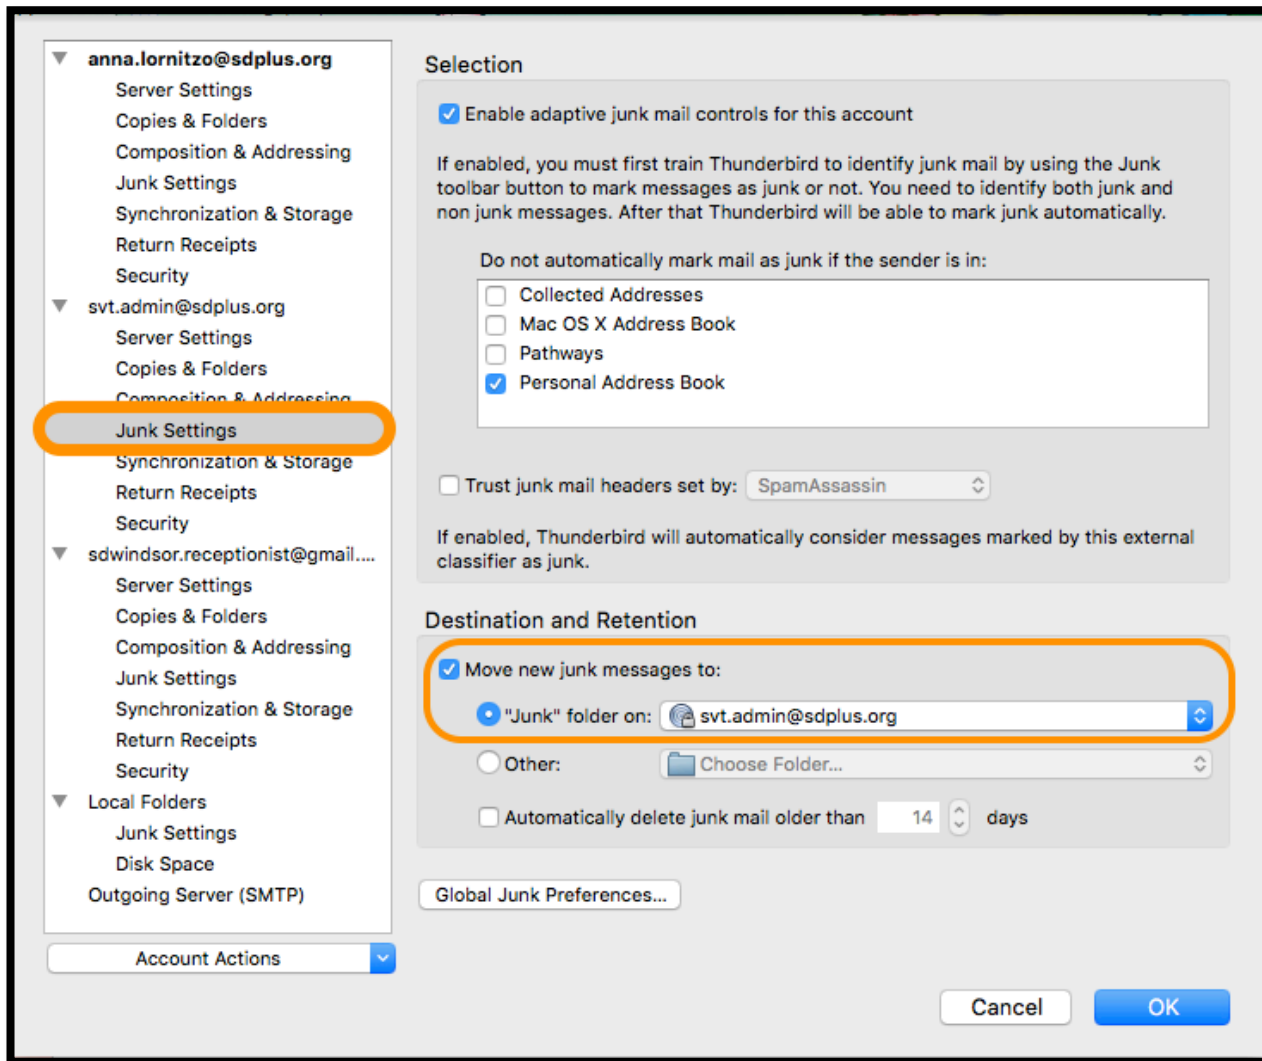 anna.lornitzo@sdplus.org
Server Settings
Copies & Folders
Composition & Addressing
Junk Settings
Synchronization & Storage
Return Receipts
Security
svt.admin@sdplus.org
Server Settings
Copies & Folders
Composition & Addressing
Junk Settings
Synchronization & Storage
Return Receipts
Security
sdwindsor.receptionist@gmail....
Server Settings
Copies & Folders
Composition & Addressing
Junk Settings
Synchronization & Storage
Return Receipts
Security
Local Folders
Junk Settings
Disk Space
Outgoing Server (SMTP)
Account Actions
Selection
Enable adaptive junk mail controls for this account
If enabled, you must first train Thunderbird to identify junk mail by using the Junk
toolbar button to mark messages as junk or not. You need to identify both junk and
non junk messages. After that Thunderbird will be able to mark junk automatically.
Do not automatically mark mail as junk if the sender is in:
Collected Addresses
Mac OS X Address Book
Pathways
Personal Address Book
Trust junk mail headers set by: SpamAssassin
If enabled, Thunderbird will automatically consider messages marked by this external
classifier as junk.
Destination and Retention
Move new junk messages to:
"Junk" folder on: svt.admin@sdplus.org
Other: Choose Folder...
Automatically delete junk mail older than 14 days
Global Junk Preferences...
Cancel OK